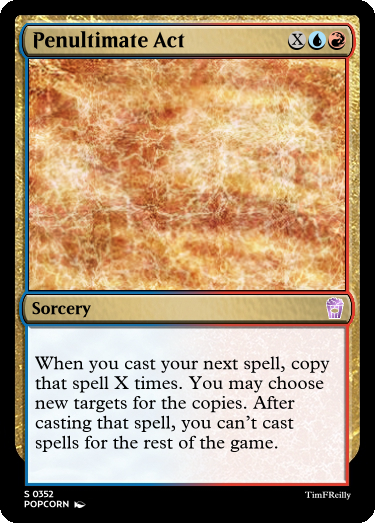 Penultimate Act X
Sorcery
When you cast your next spell, copy
that spell X times. You may choose
new targets for the copies. After
casting that spell, you can't cast
spells for the rest of the game.
S 0352
POPCORN TimFReilly